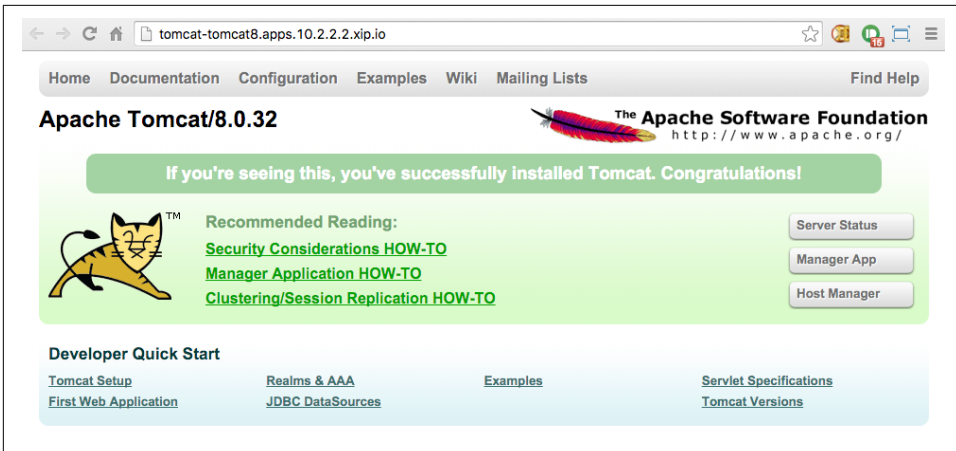 tomcat-tomcat8.apps.10.2.2.2.xip.io
15
Home Documentation Configuration Examples Wiki Mailing Lists Find Help
Apache Tomcat/8.0.32
The Apache Software Foundation
http://www.apache.org/
If you're seeing this, you've successfully installed Tomcat. Congratulations!
TM
Recommended Reading:
Security Considerations HOW-TO
Manager Application HOW-TO
Clustering/Session Replication HOW-TO
Server Status
Manager App
Host Manager
Developer Quick Start
Tomcat Setup Realms & AAA Examples Servlet Specifications
First Web Application JDBC DataSources Tomcat Versions